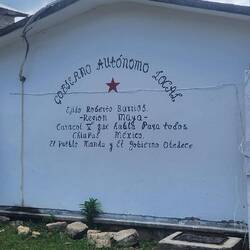 GOBIERNO AUTÓNOMO LOCAL
Ejido Roberto Barrios.
-Region Maya-
Caracol V que habla Para todos
Chiapas México.
El Pueblo Manda y El Gobierno Obedece